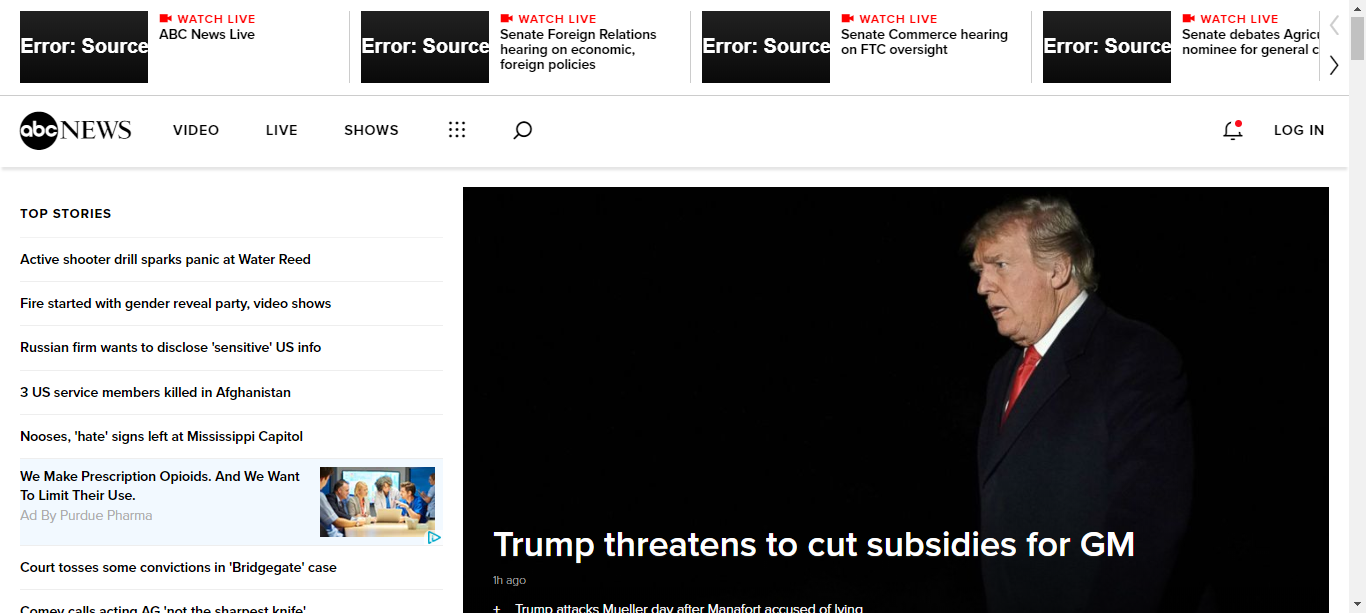 Error: Source
WATCH LIVE
ABC News Live
Error: Source
WATCH LIVE
Senate Foreign Relations
hearing on economic,
foreign policies
Error: Source
WATCH LIVE
Senate Commerce hearing
on FTC oversight
Error: Source
WATCH LIVE
Senate debates
nominee for general
abc NEWS
VIDEO
LIVE
SHOWS
LOG IN
TOP STORIES
Active shooter drill sparks panic at Water Reed
Fire started with gender reveal party, video shows
Russian firm wants to disclose 'sensitive' US info
3 US service members killed in Afghanistan
Nooses, 'hate' signs left at Mississippi Capitol
We Make Prescription Opioids. And We Want
To Limit Their Use.
Ad By Purdue Pharma
Court tosses some convictions in 'Bridgegate' case
Comey calls acting AG 'not the sharpest knife'
Trump threatens to cut subsidies for GM
1h ago
+ Trump attacks Mueller day after Manafort accused of lying